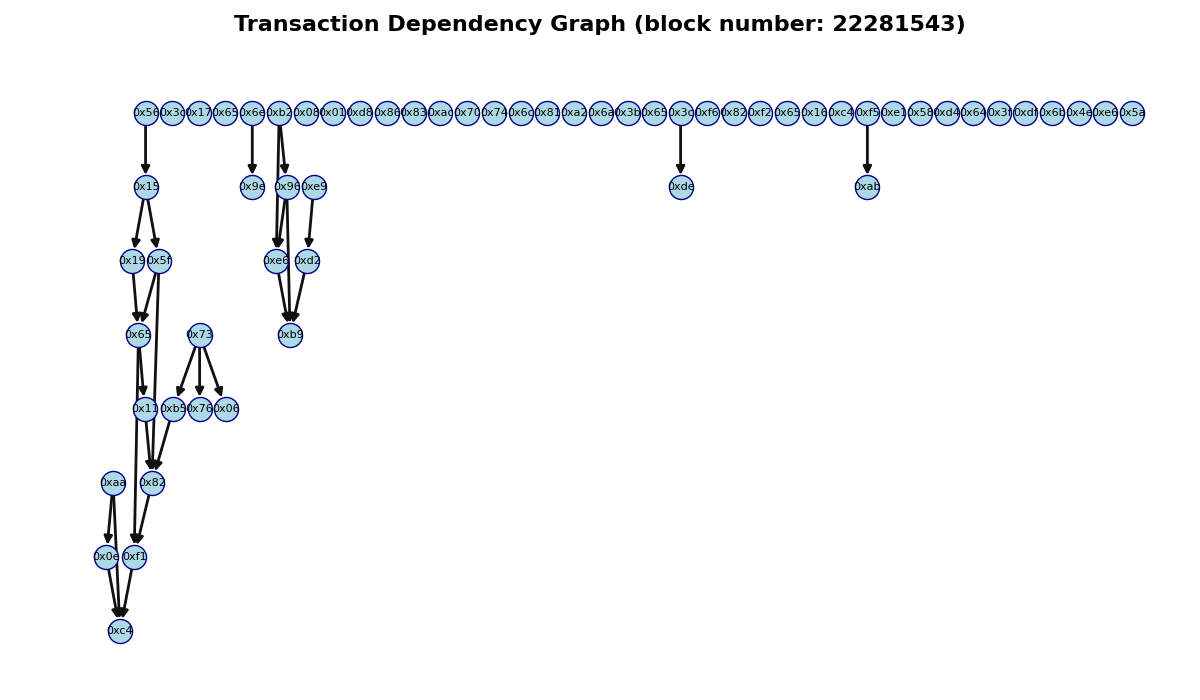 Transaction Dependency Graph (block number: 22281543)
0x56 0x3c 0x17 0x65 0x6e 0xb2 0x08 0x01 0xd8 0x86 0x83 0xac 0x70 0x74 0x6c 0x81 0xa2 0x6a 0x3b 0x65 0x3c 0xf6 0x82 0xf2 0x65 0x16 0xc4 0xf5 0xe1 0x58 0xd4 0x64 0x3f 0xdf 0x6b 0x4e 0xe6 0x5a
0x15 0x9e 0x96 0xe9 0xde 0xab
0x19 0x5f 0xe6 0xd2
0x65 0x73 0xb9
0x11 0xb5 0x76 0x06
0xaa 0x82
0x0e 0xf1
0xc4